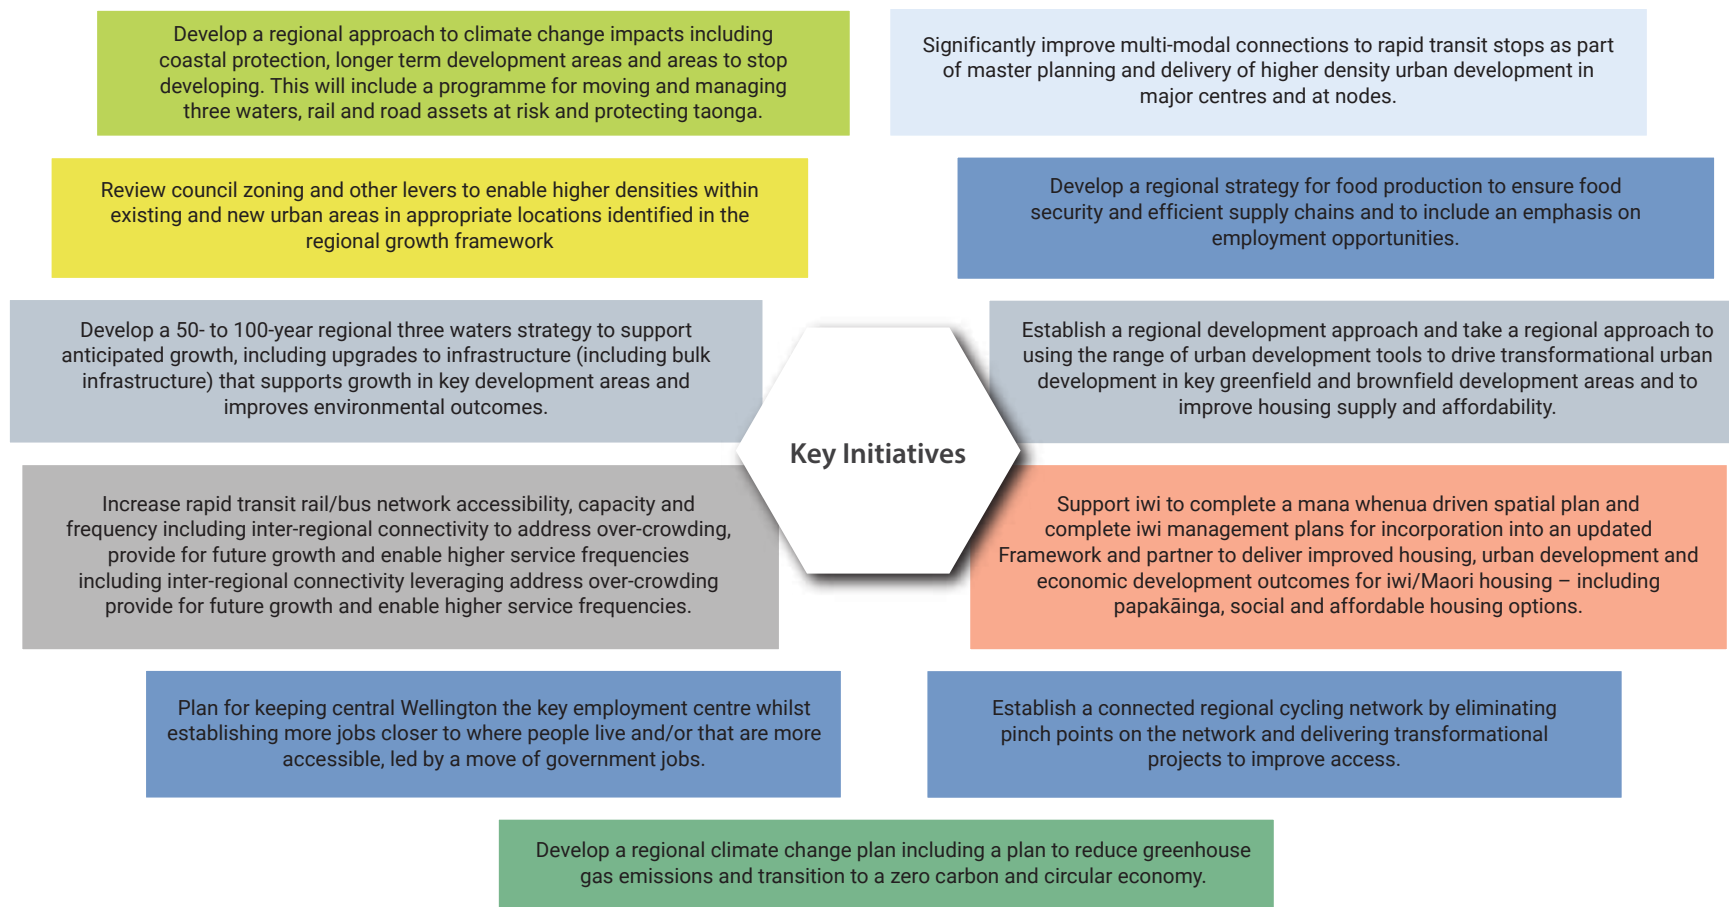 Develop a regional approach to climate change impacts including
coastal protection, longer term development areas and areas to stop
developing. This will include a programme for moving and managing
three waters, rail and road assets at risk and protecting taonga.
Significantly improve multi-modal connections to rapid transit stops as part
of master planning and delivery of higher density urban development in
major centres and at nodes.
Review council zoning and other levers to enable higher densities within
existing and new urban areas in appropriate locations identified in the
regional growth framework
Develop a regional strategy for food production to ensure food
security and efficient supply chains and to include an emphasis on
employment opportunities.
Develop a 50- to 100-year regional three waters strategy to support
anticipated growth, including upgrades to infrastructure (including bulk
infrastructure) that supports growth in key development areas and
improves environmental outcomes.
Establish a regional development approach and take a regional approach to
using the range of urban development tools to drive transformational urban
development in key greenfield and brownfield development areas and to
improve housing supply and affordability.
Key Initiatives
Increase rapid transit rail/bus network accessibility, capacity and
frequency including inter-regional connectivity to address over-crowding,
provide for future growth and enable higher service frequencies
including inter-regional connectivity leveraging address over-crowding
provide for future growth and enable higher service frequencies.
Support iwi to complete a mana whenua driven spatial plan and
complete iwi management plans for incorporation into an updated
Framework and partner to deliver improved housing, urban development and
economic development outcomes for iwi/Maori housing – including
papakāinga, social and affordable housing options.
Plan for keeping central Wellington the key employment centre whilst
establishing more jobs closer to where people live and/or that are more
accessible, led by a move of government jobs.
Establish a connected regional cycling network by eliminating
pinch points on the network and delivering transformational
projects to improve access.
Develop a regional climate change plan including a plan to reduce greenhouse
gas emissions and transition to a zero carbon and circular economy.